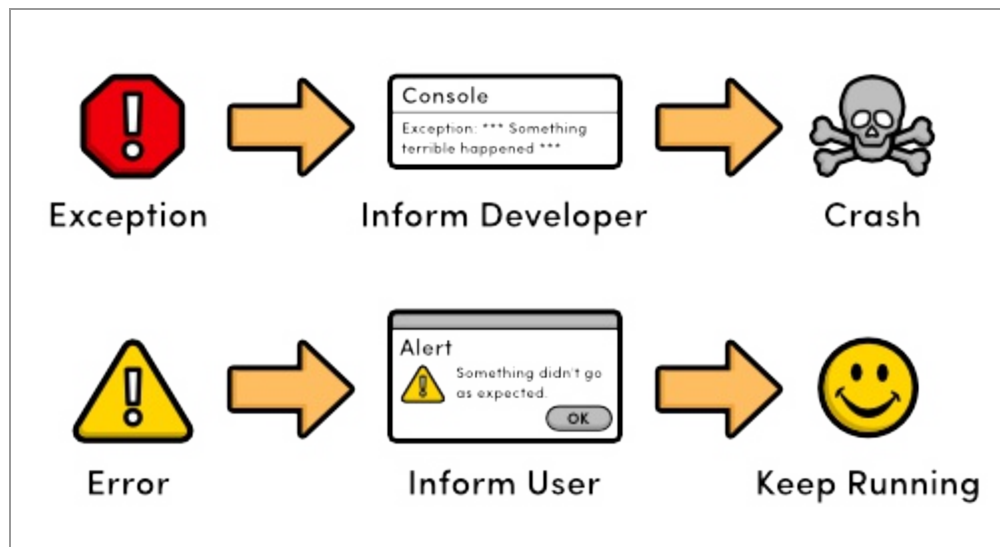 Console
Exception: *** Something
terrible happened ***
Exception
Inform Developer
Crash
Alert
Something didn't go
as expected.
OK
Error
Inform User
Keep Running